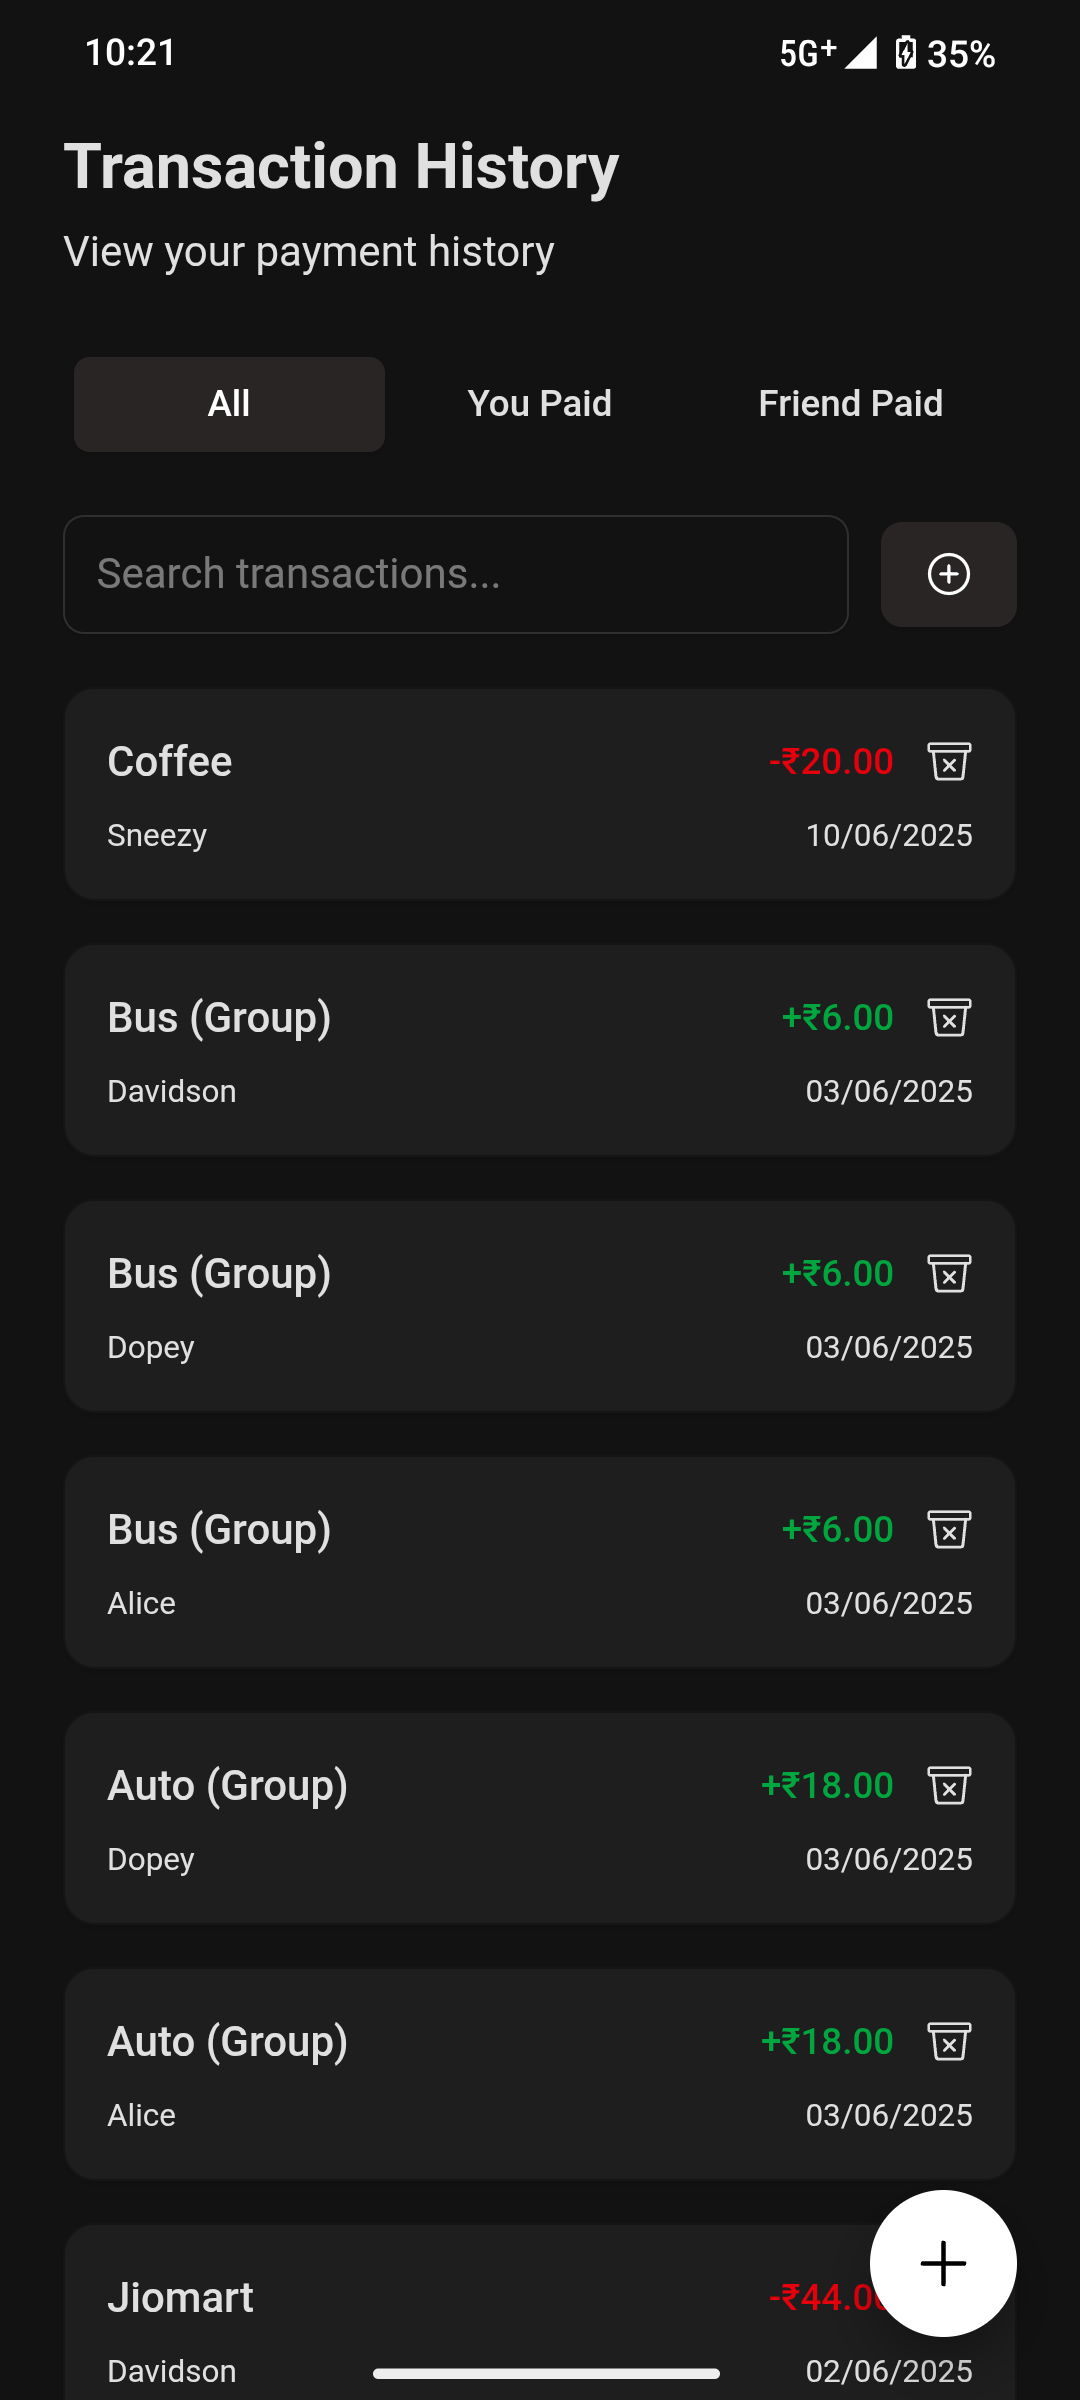 10:21 5G+ 35%
Transaction History
View your payment history
All You Paid Friend Paid
Search transactions...
Coffee -₹20.00
Sneezy 10/06/2025
Bus (Group) +₹6.00
Davidson 03/06/2025
Bus (Group) +₹6.00
Dopey 03/06/2025
Bus (Group) +₹6.00
Alice 03/06/2025
Auto (Group) +₹18.00
Dopey 03/06/2025
Auto (Group) +₹18.00
Alice 03/06/2025
Jiomart -₹44.0
Davidson 02/06/2025